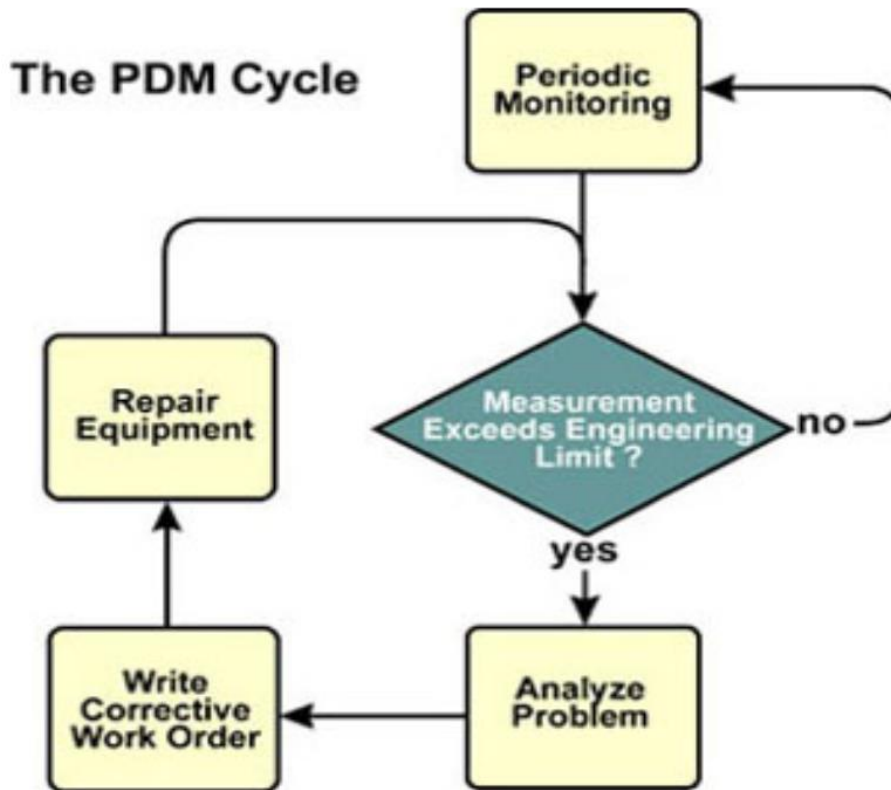 The PDM Cycle
Periodic
Monitoring
Repair
Equipment
Measurement
Exceeds Engineering
Limit ?
no
yes
Write
Corrective
Work Order
Analyze
Problem